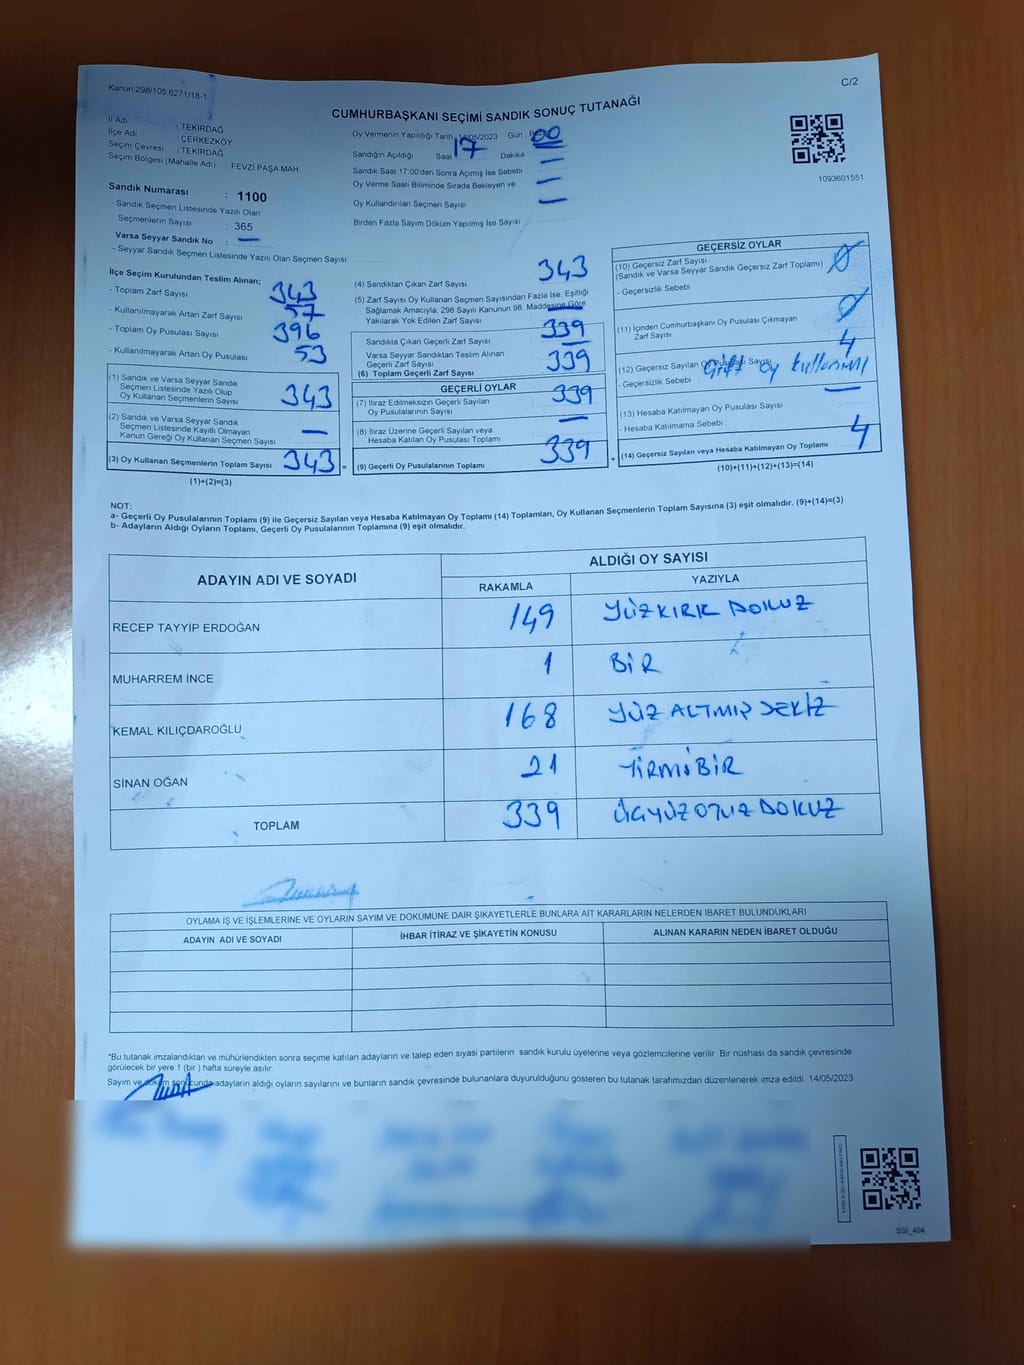 Kanun,298/105,6271/18-1
C/2
CUMHURBAŞKANI SEÇİMİ SANDIK SONUÇ TUTANAĞI
İl Adı : TEKİRDAĞ
İlçe Adı : ÇERKEZKÖY
Seçim Çevresi : TEKİRDAĞ
Seçim Bölgesi (Mahalle Adı) FEVZİ PAŞA MAH
Sandık Numarası : 1100
- Sandık Seçmen Listesinde Yazılı Olan
Seçmenlerin Sayısı : 365
Varsa Seyyar Sandık No : —
- Seyyar Sandık Seçmen Listesinde Yazılı Olan Seçmen Sayısı:
Oy Vermenin Yapıldığı Tarih 14/05/2023 Gün :
Sandığın Açıldığı Saat 17 Dakika : 00
Sandık Saat 17.00'den Sonra Açımış İse Sebebi —
Oy Verme Saati Bitiminde Sırada Bekleyen ve —
Oy Kullandırılan Seçmen Sayısı —
Birden Fazla Sayım Döküm Yapılmış İse Sayısı
1093601551
İlçe Seçim Kurulundan Teslim Alınan;
- Toplam Zarf Sayısı 343
- Kullanılmayarak Artan Zarf Sayısı 57
- Toplam Oy Pusulası Sayısı 396
- Kullanılmayarak Artan Oy Pusulası 53
(1) Sandık ve Varsa Seyyar Sandık
Seçmen Listesinde Yazılı Olup
Oy Kullanan Seçmenlerin Sayısı 343
(2) Sandık ve Varsa Seyyar Sandık
Seçmen Listesinde Kayıtlı Olmayan
Kanun Gereği Oy Kullanan Seçmen Sayısı —
(3) Oy Kullanan Seçmenlerin Toplam Sayısı 343 =
(1)+(2)=(3)
(4) Sandıktan Çıkan Zarf Sayısı 343
(5) Zarf Sayısı Oy Kullanan Seçmen Sayısından Fazla İse, Eşitliği
Sağlamak Amacıyla; 298 Sayılı Kanunun 98. Maddesine Göre
Yakılarak Yok Edilen Zarf Sayısı —
Sandıkta Çıkan Geçerli Zarf Sayısı 339
Varsa Seyyar Sandıktan Teslim Alınan
Geçerli Zarf Sayısı
(6) Toplam Geçerli Zarf Sayısı 339
GEÇERLİ OYLAR
(7) İtiraz Edilmeksizin Geçerli Sayılan
Oy Pusulalarının Sayısı 339
(8) İtiraz Üzerine Geçerli Sayılan veya
Hesaba Katılan Oy Pusulası Toplamı —
(9) Geçerli Oy Pusulalarının Toplamı 339 +
GEÇERSİZ OYLAR
(10) Geçersiz Zarf Sayısı
(Sandık ve Varsa Seyyar Sandık Geçersiz Zarf Toplamı) 0
- Geçersizlik Sebebi
(11) İçinden Cumhurbaşkanı Oy Pusulası Çıkmayan
Zarf Sayısı 0
(12) Geçersiz Sayılan Oy Pusulası Sayısı 4
- Geçersizlik Sebebi Çift oy kullanımı
(13) Hesaba Katılmayan Oy Pusulası Sayısı —
- Hesaba Katılmama Sebebi
(14) Geçersiz Sayılan veya Hesaba Katılmayan Oy Toplamı 4
(10)+(11)+(12)+(13)=(14)
NOT:
a- Geçerli Oy Pusulalarının Toplamı (9) ile Geçersiz Sayılan veya Hesaba Katılmayan Oy Toplamı (14) Toplamları, Oy Kullanan Seçmenlerin Toplam Sayısına (3) eşit olmalıdır. (9)+(14)=(3)
b- Adayların Aldığı Oyların Toplamı, Geçerli Oy Pusulalarının Toplamına (9) eşit olmalıdır.
ADAYIN ADI VE SOYADI ALDIĞI OY SAYISI
RAKAMLA YAZIYLA
RECEP TAYYİP ERDOĞAN 149 YÜZKIRK DOKUZ
MUHARREM İNCE 1 BİR
KEMAL KILIÇDAROĞLU 168 YÜZ ALTMIŞ SEKİZ
SİNAN OĞAN 21 YİRMİBİR
TOPLAM 339 ÜÇYÜZ OTUZ DOKUZ
OYLAMA İŞ VE İŞLEMLERİNE VE OYLARIN SAYIM VE DÖKÜMÜNE DAİR ŞİKAYETLERLE BUNLARA AİT KARARLARIN NELERDEN İBARET BULUNDUKLARI
ADAYIN ADI VE SOYADI İHBAR İTİRAZ VE ŞİKAYETİN KONUSU ALINAN KARARIN NEDEN İBARET OLDUĞU
*Bu tutanak imzalandıktan ve mühürlendikten sonra seçime katılan adayların ve talep eden siyasi partilerin sandık kurulu üyelerine veya gözlemcilerine verilir. Bir nüshası da sandık çevresinde
görülecek bir yere 1 (bir ) hafta süreyle asılır.
Sayım ve döküm sonucunda adayların aldığı oyların sayılarını ve bunların sandık çevresinde bulunanlara duyurulduğunu gösteren bu tutanak tarafımızdan düzenlenerek imza edildi. 14/05/2023
SSİ_404